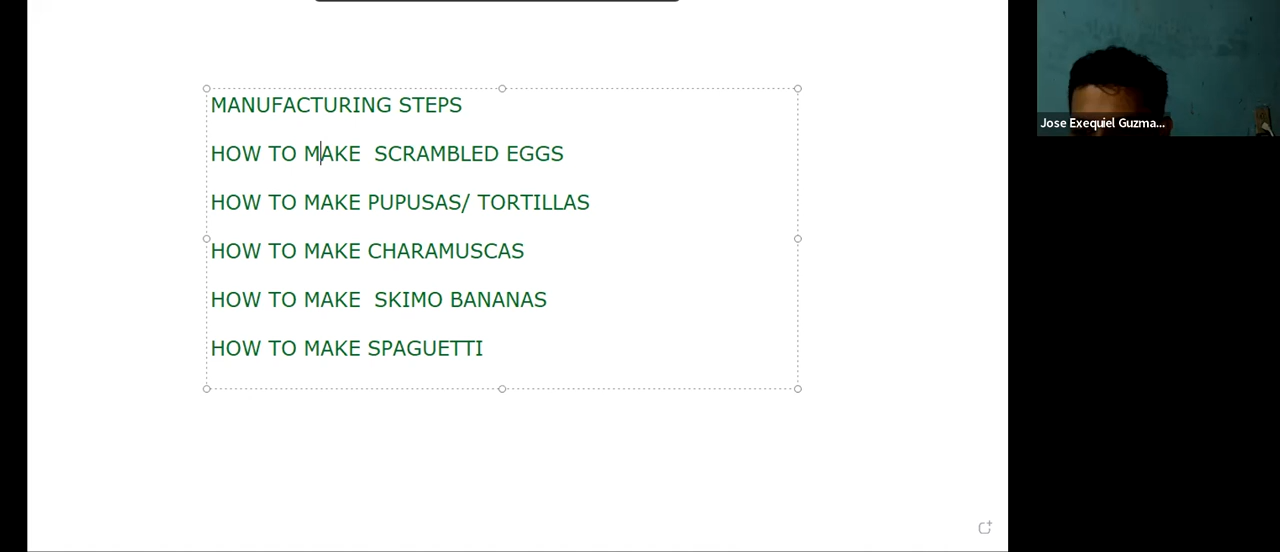 MANUFACTURING STEPS
HOW TO MAKE  SCRAMBLED EGGS
HOW TO MAKE PUPUSAS/ TORTILLAS
HOW TO MAKE CHARAMUSCAS
HOW TO MAKE  SKIMO BANANAS
HOW TO MAKE SPAGUETTI
Jose Exequiel Guzma...